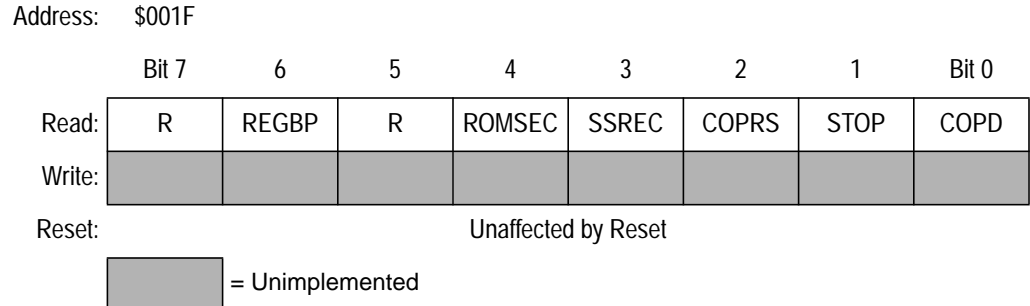 Address: $001F
Bit 7 6 5 4 3 2 1 Bit 0
Read: R REGBP R ROMSEC SSREC COPRS STOP COPD
Write:
Reset: Unaffected by Reset
= Unimplemented